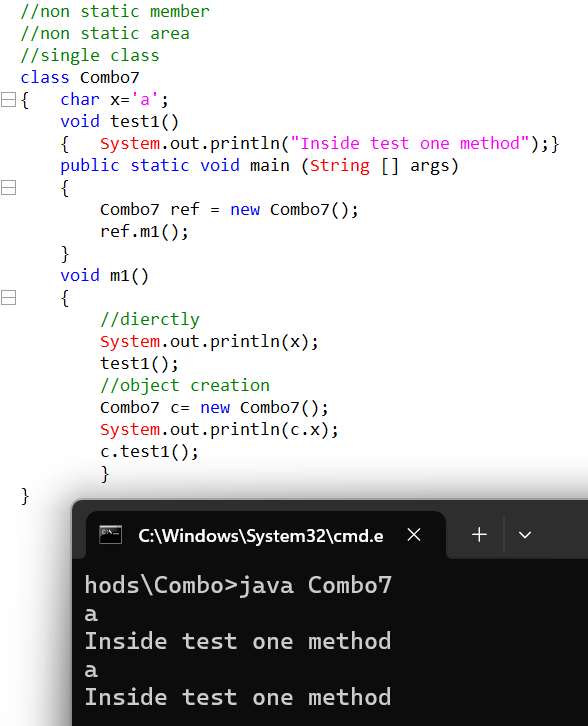 //non static member
//non static area
//single class
class Combo7
{   char x='a';
    void test1()
    {   System.out.println("Inside test one method");}
    public static void main (String [] args)
    {
        Combo7 ref = new Combo7();
        ref.m1();
    }
    void m1()
    {
        //dierctly
        System.out.println(x);
        test1();
        //object creation
        Combo7 c= new Combo7();
        System.out.println(c.x);
        c.test1();
        }
}
C:\Windows\System32\cmd.e
hods\Combo>java Combo7
a
Inside test one method
a
Inside test one method